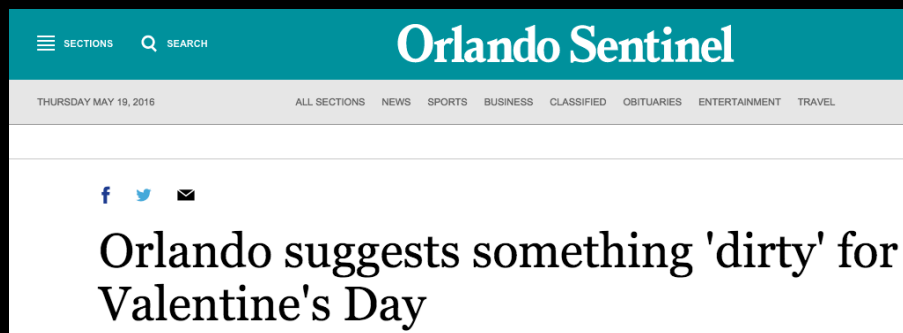 SECTIONS SEARCH Orlando Sentinel
THURSDAY MAY 19, 2016 ALL SECTIONS NEWS SPORTS BUSINESS CLASSIFIED OBITUARIES ENTERTAINMENT TRAVEL
Orlando suggests something 'dirty' for
Valentine's Day